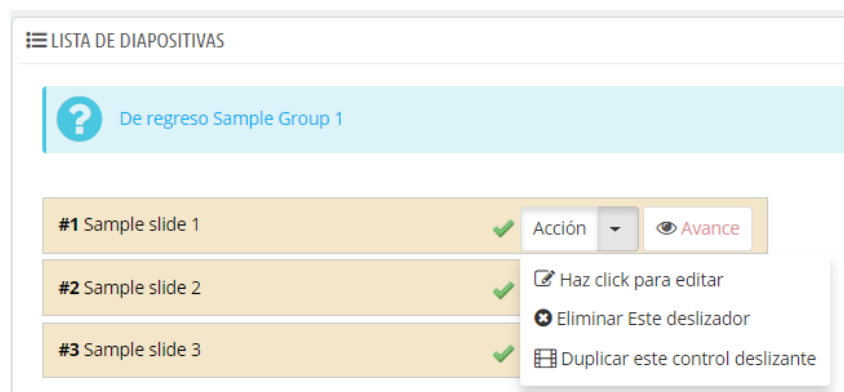 LISTA DE DIAPOSITIVAS
De regreso Sample Group 1
#1 Sample slide 1 Acción Avance
Haz click para editar
#2 Sample slide 2
Eliminar Este deslizador
#3 Sample slide 3
Duplicar este control deslizante